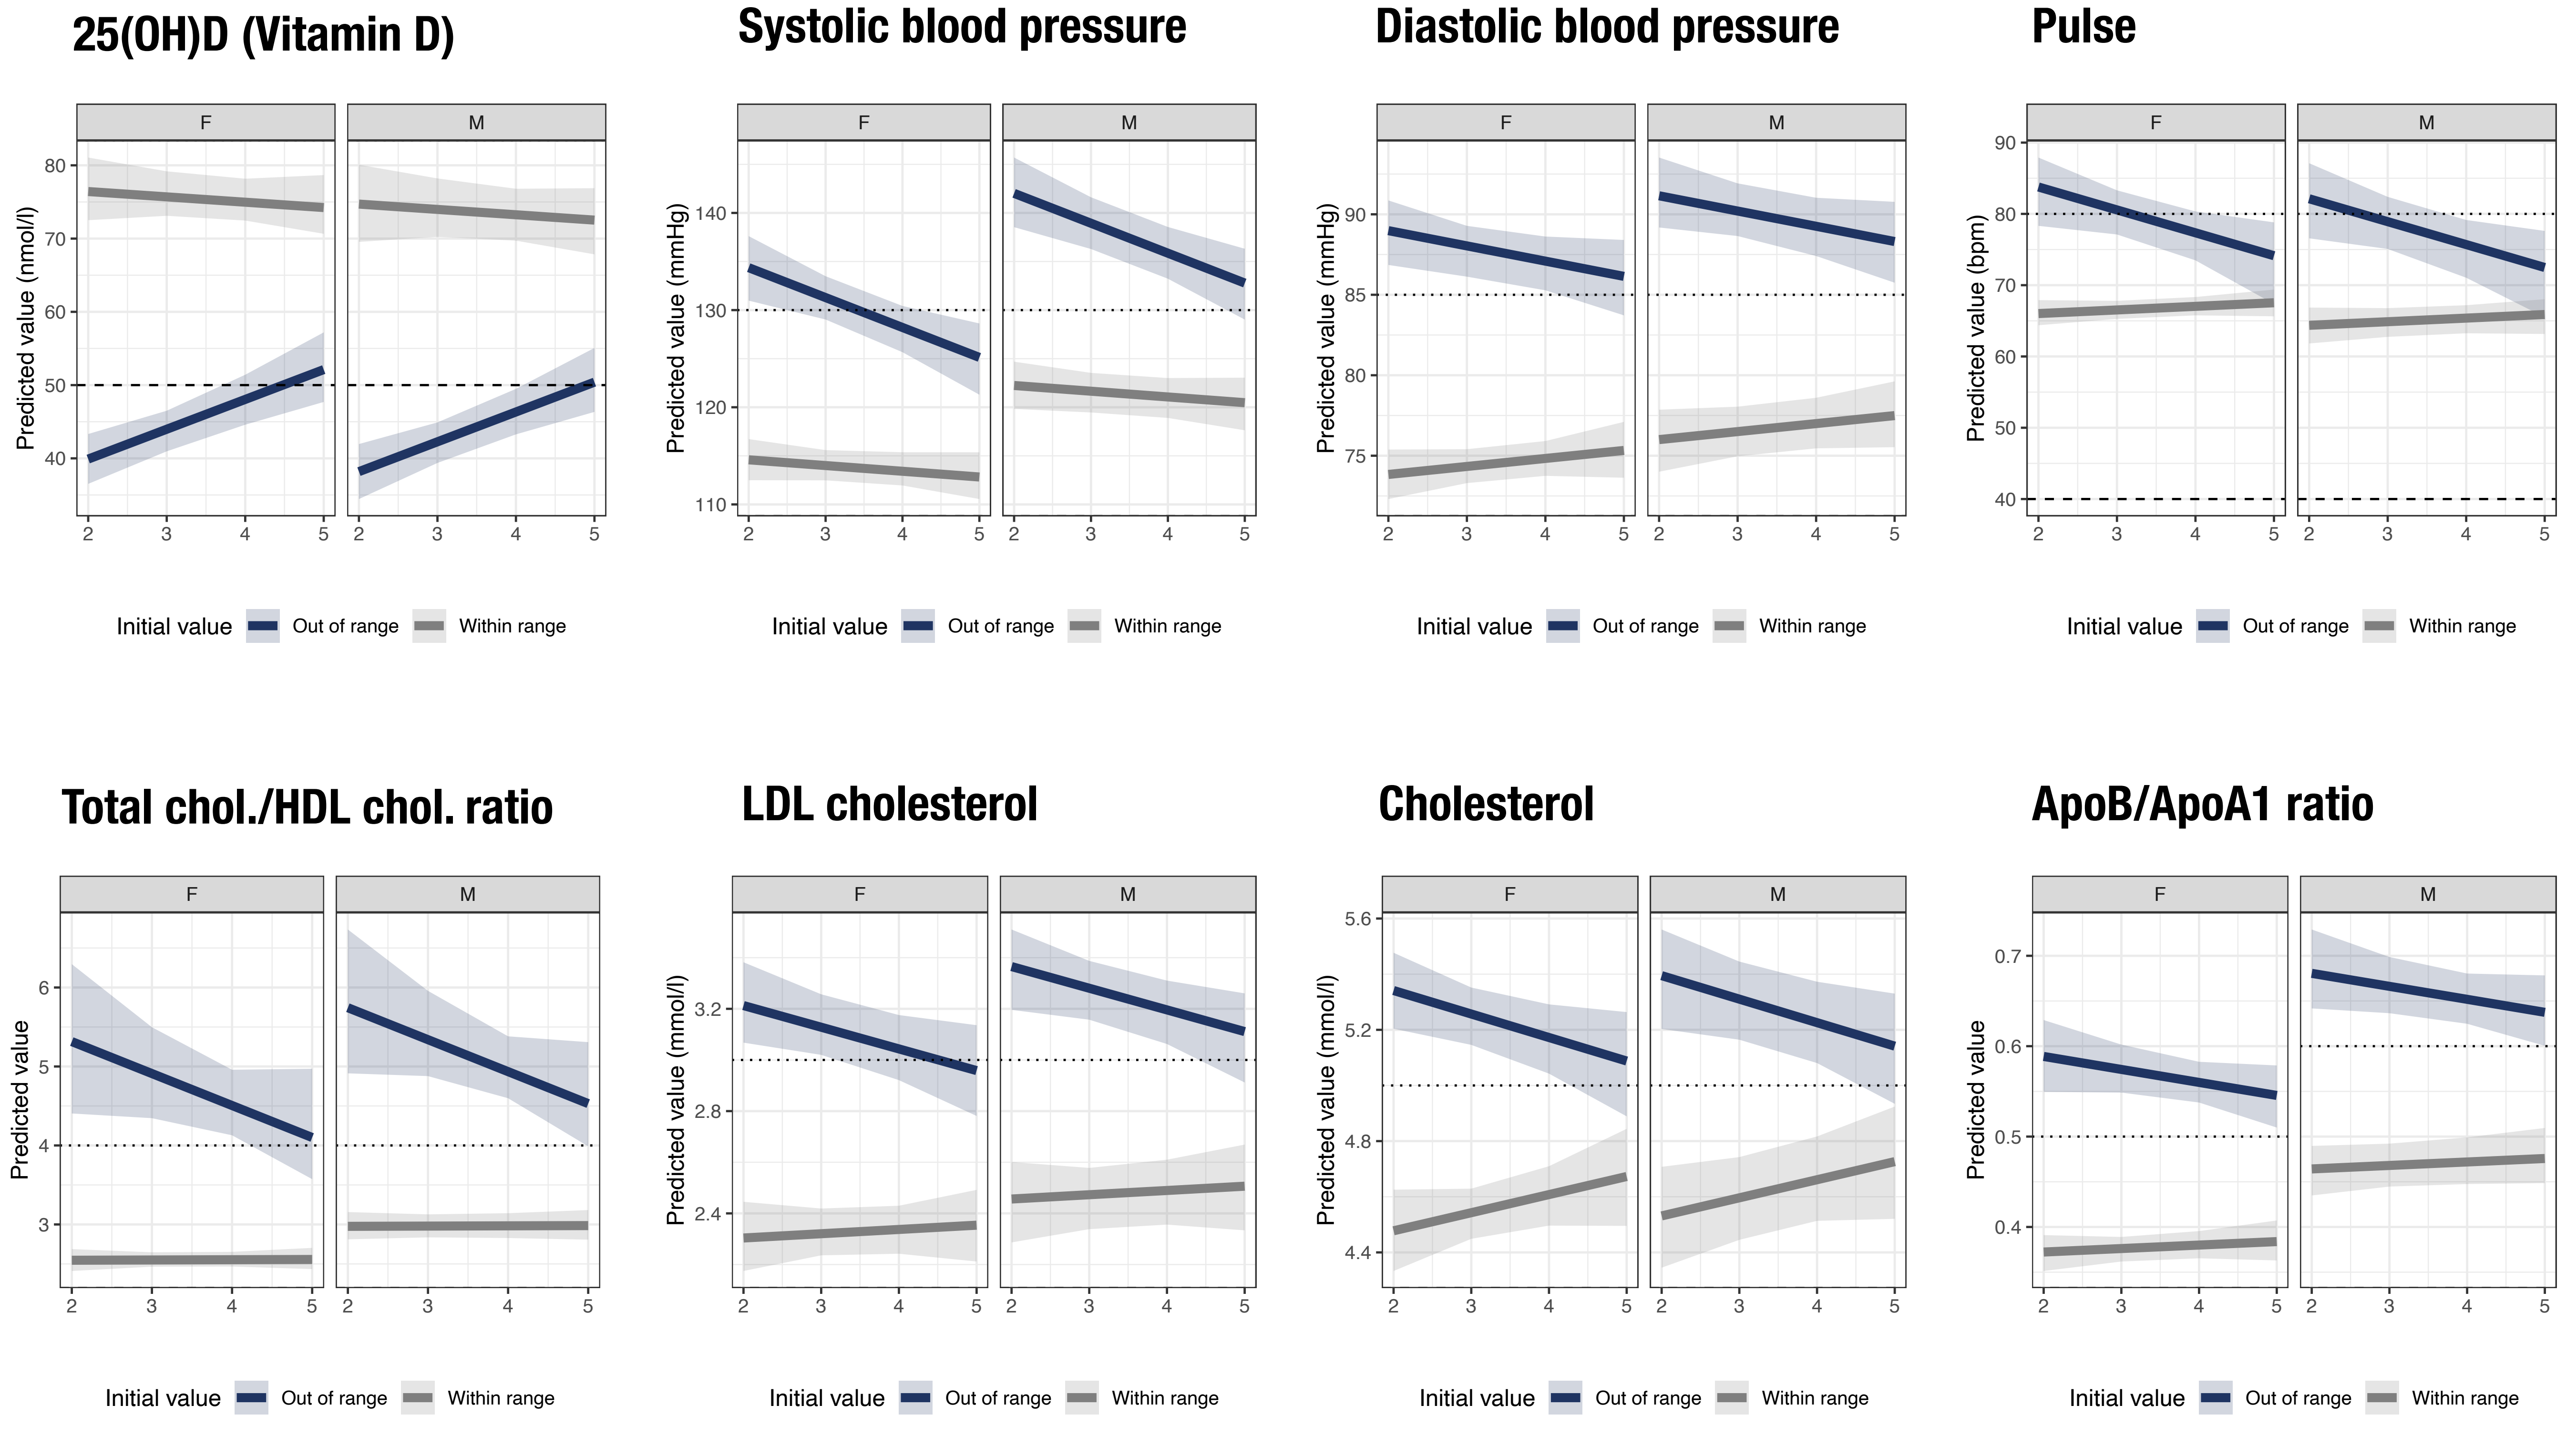 25(OH)D (Vitamin D)
F
M
Predicted value (nmol/l)
80
70
60
50
40
2 3 4 5
2 3 4 5
Initial value Out of range Within range
Systolic blood pressure
F
M
Predicted value (mmHg)
140
130
120
110
2 3 4 5
2 3 4 5
Initial value Out of range Within range
Diastolic blood pressure
F
M
Predicted value (mmHg)
90
85
80
75
2 3 4 5
2 3 4 5
Initial value Out of range Within range
Pulse
F
M
Predicted value (bpm)
90
80
70
60
50
40
2 3 4 5
2 3 4 5
Initial value Out of range Within range
Total chol./HDL chol. ratio
F
M
Predicted value
6
5
4
3
2 3 4 5
2 3 4 5
Initial value Out of range Within range
LDL cholesterol
F
M
Predicted value (mmol/l)
3.2
2.8
2.4
2 3 4 5
2 3 4 5
Initial value Out of range Within range
Cholesterol
F
M
Predicted value (mmol/l)
5.6
5.2
4.8
4.4
2 3 4 5
2 3 4 5
Initial value Out of range Within range
ApoB/ApoA1 ratio
F
M
Predicted value
0.7
0.6
0.5
0.4
2 3 4 5
2 3 4 5
Initial value Out of range Within range